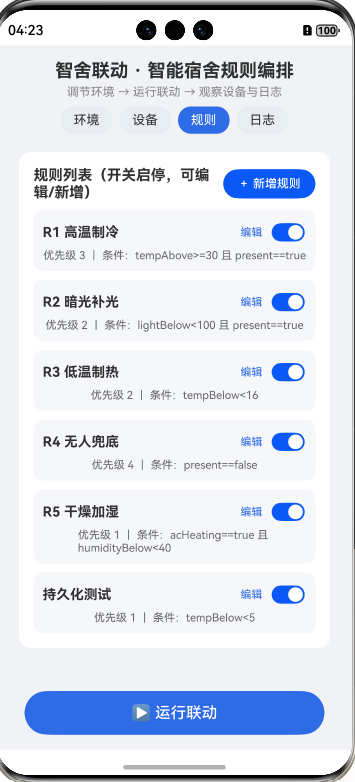 04:23
100
智舍联动 · 智能宿舍规则编排
调节环境 → 运行联动 → 观察设备与日志
环境 设备 规则 日志
规则列表（开关启停，可编
辑/新增）
+ 新增规则
R1 高温制冷 编辑
优先级 3 | 条件：tempAbove>=30 且 present==true
R2 暗光补光 编辑
优先级 2 | 条件：lightBelow<100 且 present==true
R3 低温制热 编辑
优先级 2 | 条件：tempBelow<16
R4 无人兜底 编辑
优先级 4 | 条件：present==false
R5 干燥加湿 编辑
优先级 1 | 条件：acHeating==true 且
humidityBelow<40
持久化测试 编辑
优先级 1 | 条件：tempBelow<5
运行联动